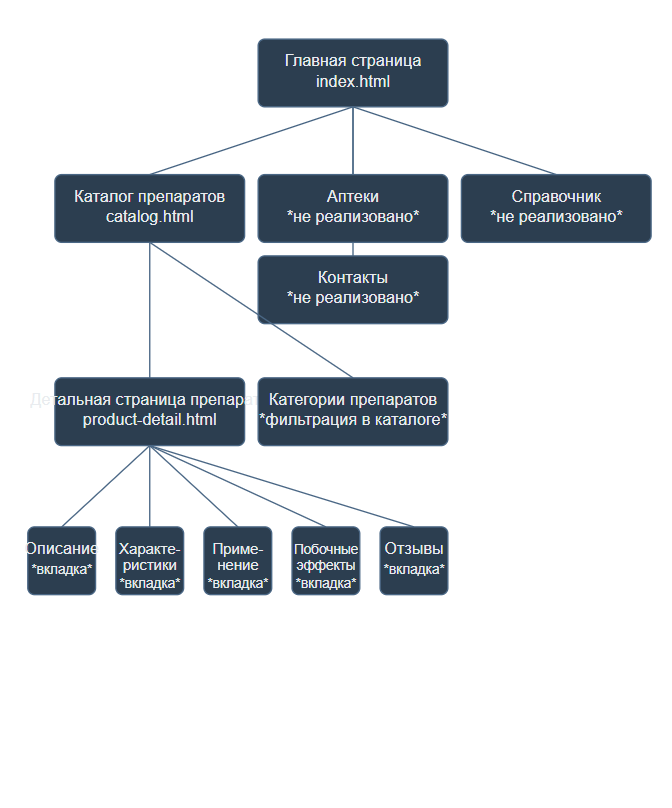 Главная страница
index.html
Каталог препаратов
catalog.html
Аптеки
*не реализовано*
Справочник
*не реализовано*
Контакты
*не реализовано*
Детальная страница препарат
product-detail.html
Категории препаратов
*фильтрация в каталоге*
Описание
*вкладка*
Характе-
ристики
*вкладка*
Приме-
нение
*вкладка*
Побочные
эффекты
*вкладка*
Отзывы
*вкладка*